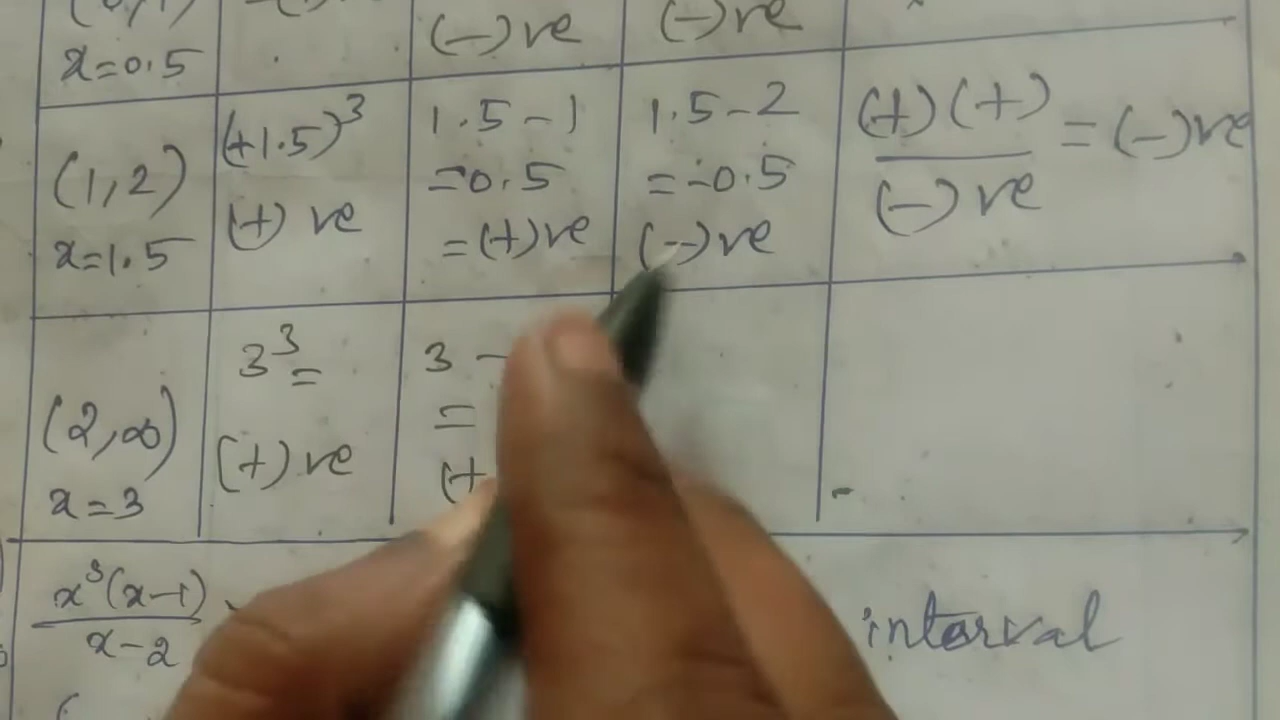 (-)ve (-)ve
x=0.5
(1,2)
x=1.5
(+1.5)³
(+) ve
1.5-1
=0.5
=(+)ve
1.5-2
=-0.5
(-)ve
(+)(+)
(-)ve
=(-)ve
(2,∞)
x=3
3³=
(+)ve
3 -
=
(+
-
x³(x-1)
x-2
interval